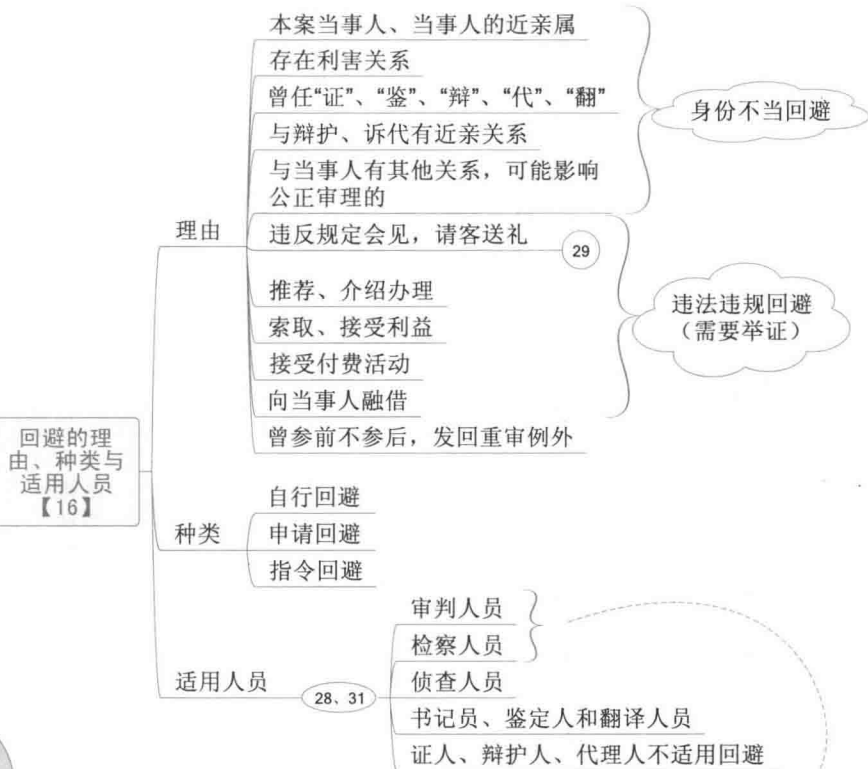 本案当事人、当事人的近亲属
存在利害关系
曾任“证”、“鉴”、“辩”、“代”、“翻”
与辩护、诉代有近亲关系
与当事人有其他关系，可能影响
公正审理的
身份不当回避
理由
违反规定会见，请客送礼
29
推荐、介绍办理
索取、接受利益
接受付费活动
向当事人融借
违法违规回避
（需要举证）
曾参前不参后，发回重审例外
回避的理
由、种类与
适用人员
【16】
种类
自行回避
申请回避
指令回避
适用人员
28、31
审判人员
检察人员
侦查人员
书记员、鉴定人和翻译人员
证人、辩护人、代理人不适用回避